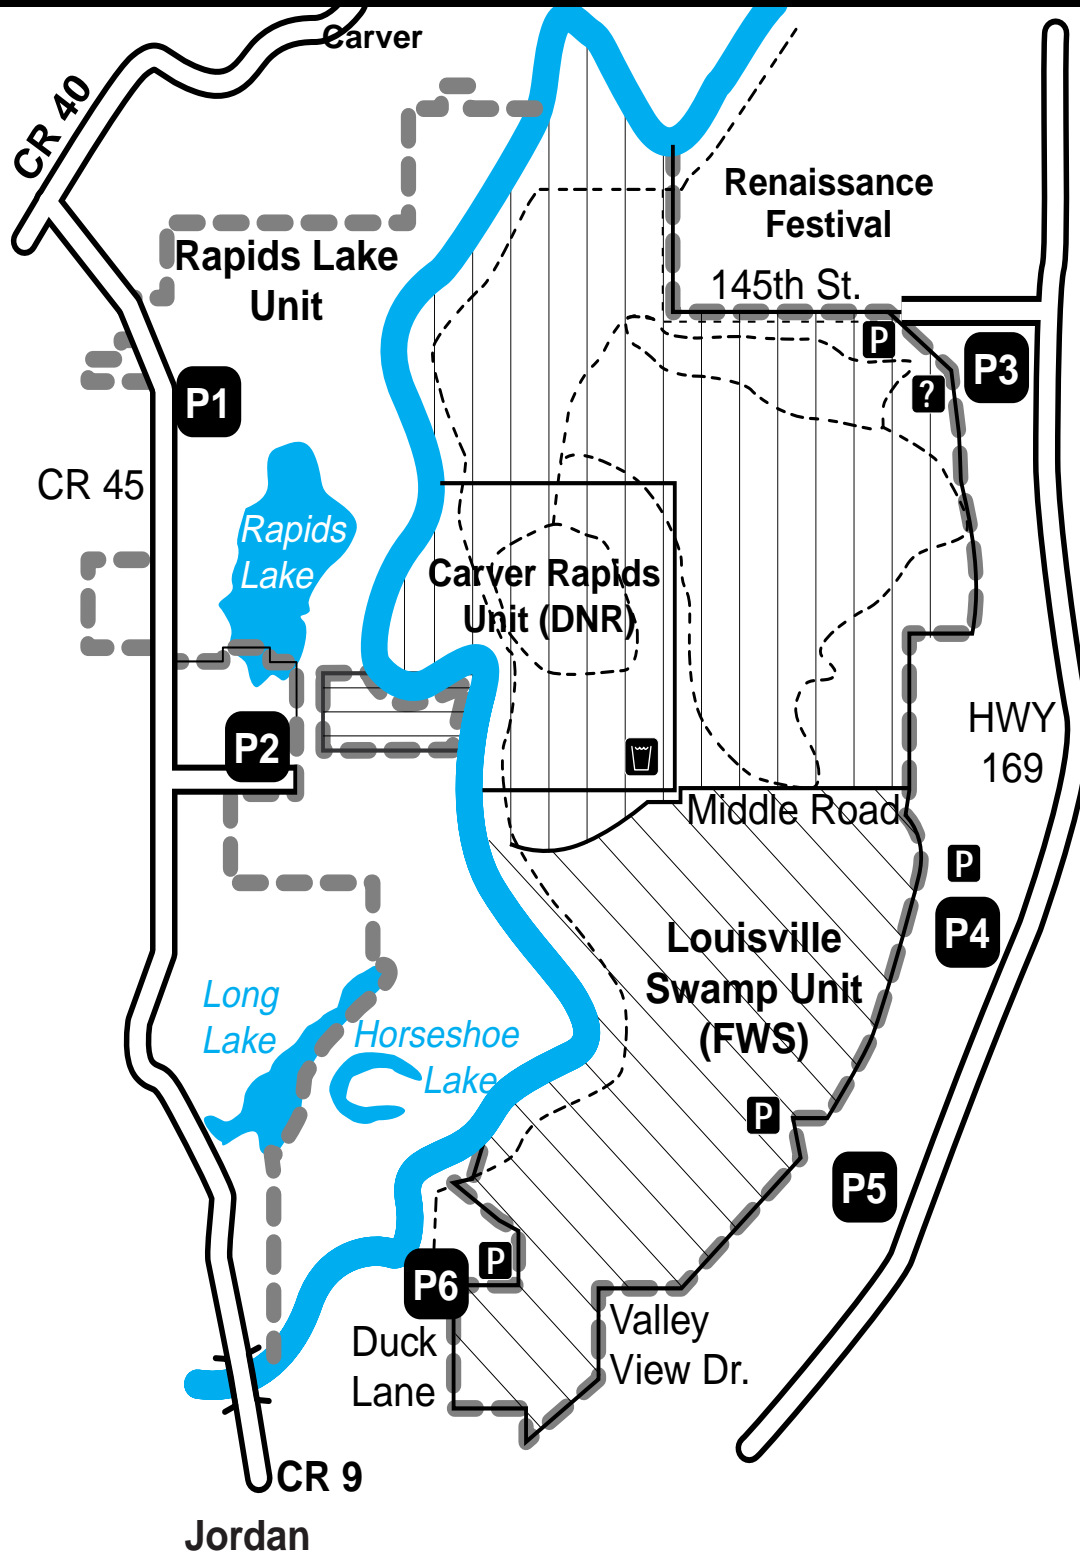 Carver
CR 40
Renaissance
Festival
Rapids Lake
Unit
145th St.
P
P3
?
P1
CR 45
Rapids
Lake
Carver Rapids
Unit (DNR)
HWY
169
P2
Middle Road
P
P4
Louisville
Swamp Unit
(FWS)
Long
Lake
Horseshoe
Lake
P
P5
P
P6
Valley
View Dr.
Duck
Lane
CR 9
Jordan